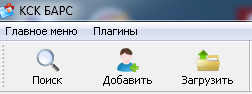 КСК БАРС
Главное меню Плагины
Поиск Добавить Загрузить